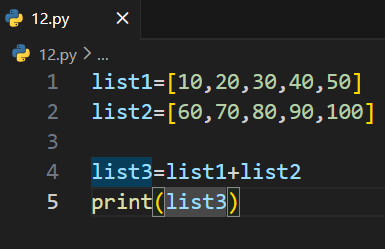 12.py ×
12.py > ...
1 list1=[10,20,30,40,50]
2 list2=[60,70,80,90,100]
3
4 list3=list1+list2
5 print(list3)